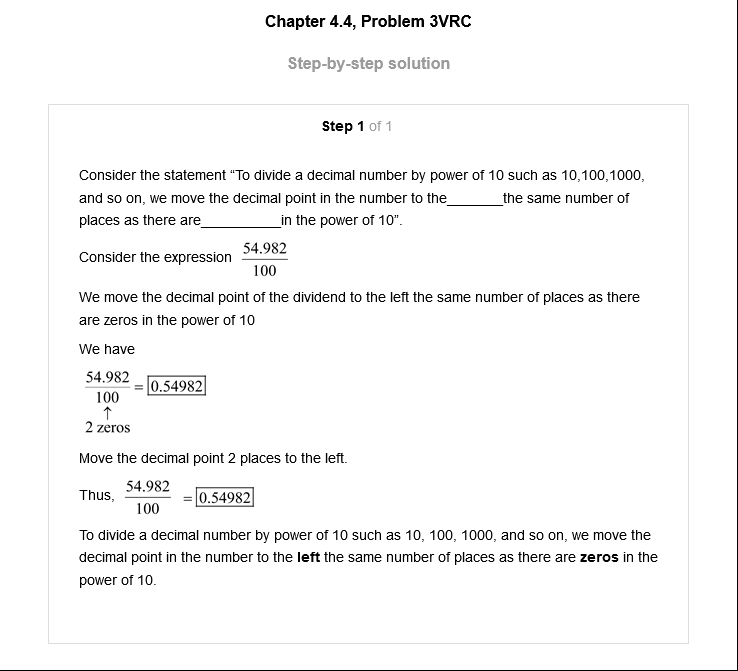 Chapter 4.4, Problem 3VRC
Step-by-step solution
Step 1 of 1
Consider the statement “To divide a decimal number by power of 10 such as 10,100,1000,
and so on, we move the decimal point in the number to the_______the same number of
places as there are__________in the power of 10”.
Consider the expression 54.982
100
We move the decimal point of the dividend to the left the same number of places as there
are zeros in the power of 10
We have
54.982
100
= 0.54982
↑
2 zeros
Move the decimal point 2 places to the left.
Thus, 54.982
100
= 0.54982
To divide a decimal number by power of 10 such as 10, 100, 1000, and so on, we move the
decimal point in the number to the left the same number of places as there are zeros in the
power of 10.